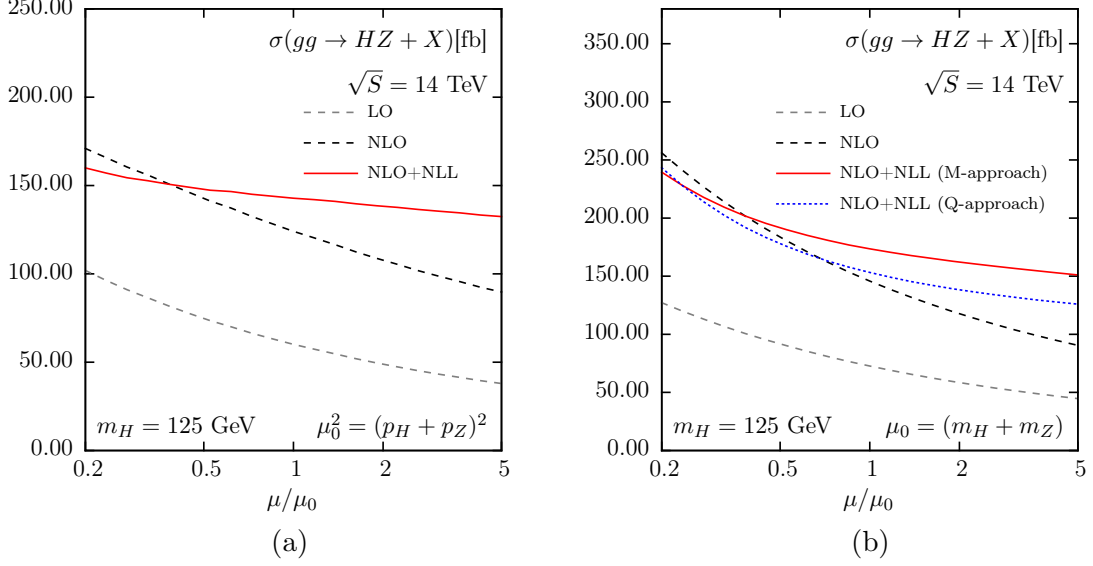 250.00
200.00
150.00
100.00
50.00
0.00
σ(gg → HZ + X)[fb]
√S = 14 TeV
LO
NLO
NLO+NLL
m_H = 125 GeV
μ_0^2 = (p_H + p_Z)^2
0.2 0.5 1 2 5
μ/μ_0
(a)
350.00
300.00
250.00
200.00
150.00
100.00
50.00
0.00
σ(gg → HZ + X)[fb]
√S = 14 TeV
LO
NLO
NLO+NLL (M-approach)
NLO+NLL (Q-approach)
m_H = 125 GeV
μ_0 = (m_H + m_Z)
0.2 0.5 1 2 5
μ/μ_0
(b)